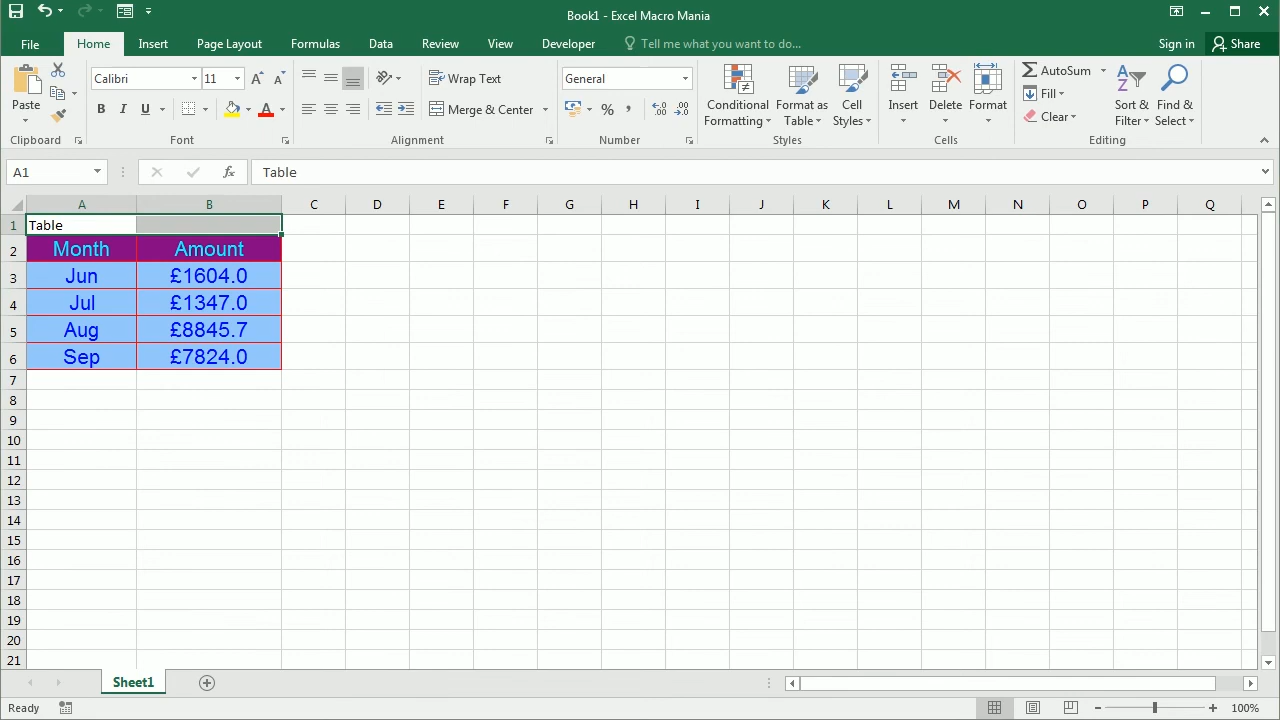 Book1 - Excel Macro Mania
File Home Insert Page Layout Formulas Data Review View Developer Tell me what you want to do... Sign in Share
Paste
Clipboard
Calibri 11
B I U A
Font
Wrap Text
Merge & Center
Alignment
General
%
Number
Conditional Formatting
Format as Table
Cell Styles
Styles
Insert
Delete
Format
Cells
AutoSum
Fill
Clear
Sort & Filter
Find & Select
Editing
A1 fx Table
A B C D E F G H I J K L M N O P Q
1 Table
2 Month Amount
3 Jun £1604.0
4 Jul £1347.0
5 Aug £8845.7
6 Sep £7824.0
7
8
9
10
11
12
13
14
15
16
17
18
19
20
21
Sheet1
Ready 100%